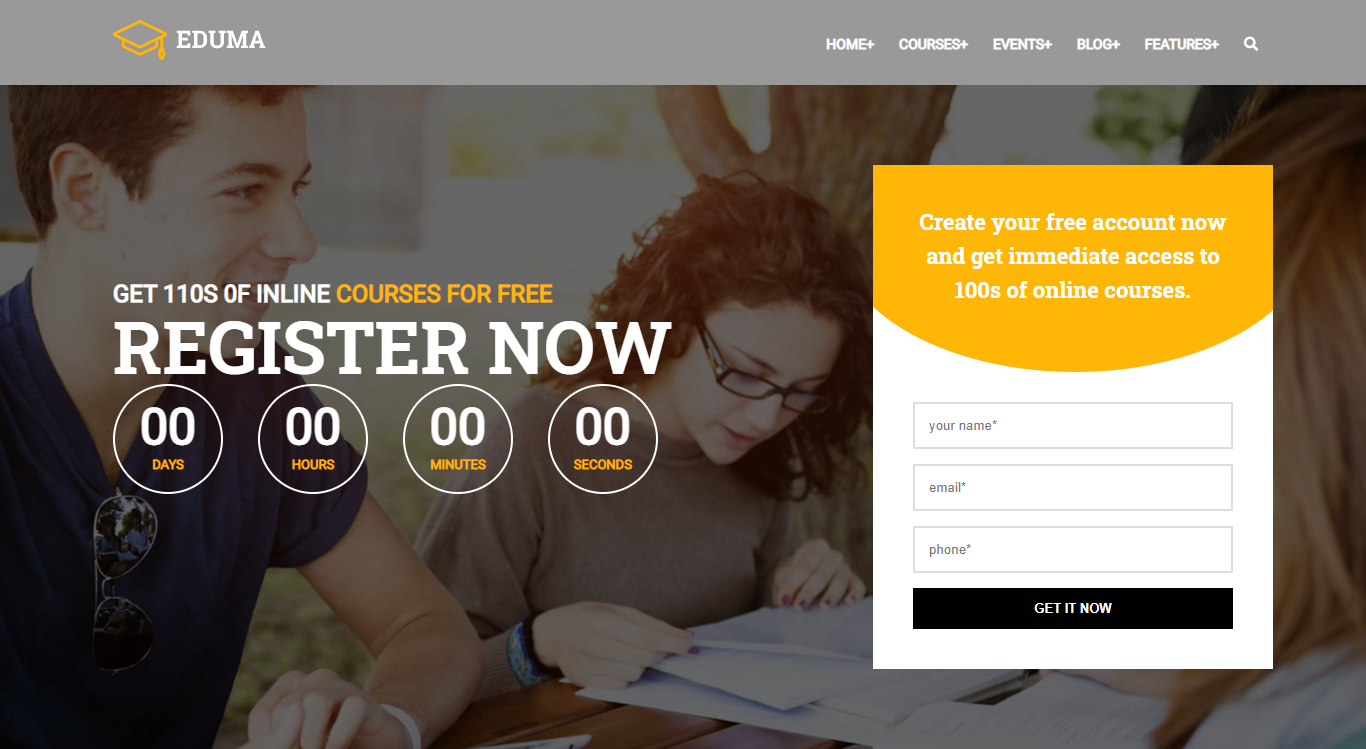 EDUMA
HOME+ COURSES+ EVENTS+ BLOG+ FEATURES+
GET 110S 0F INLINE COURSES FOR FREE
REGISTER NOW
00 00 00 00
DAYS HOURS MINUTES SECONDS
Create your free account now
and get immediate access to
100s of online courses.
your name*
email*
phone*
GET IT NOW